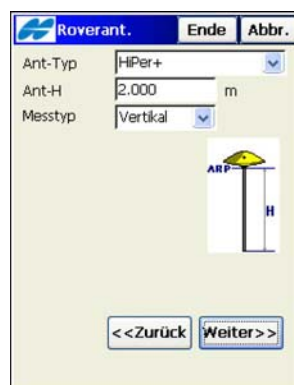 Roverant. Ende Abbr.
Ant-Typ HiPer+
Ant-H 2.000 m
Messtyp Vertikal
ARP
H
<<Zurück Weiter>>